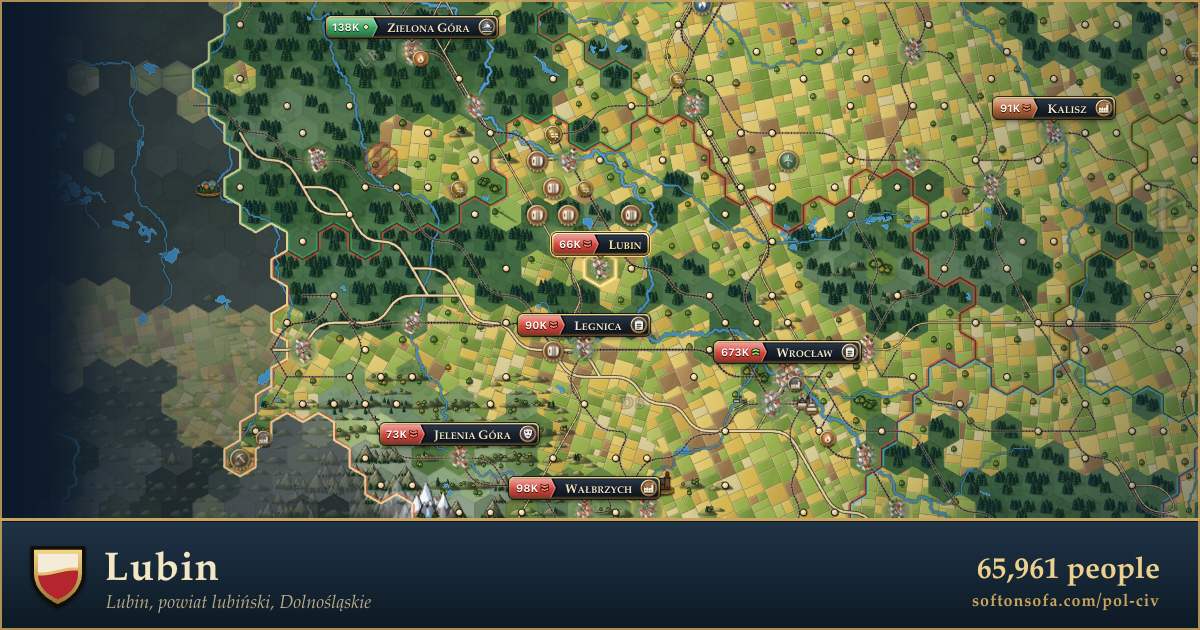 138K ZIELONA GÓRA
91K KALISZ
66K LUBIN
90K LEGNICA
673K WROCŁAW
73K JELENIA GÓRA
98K WAŁBRZYCH
Lubin
65,961 people
Lubin, powiat lubiński, Dolnośląskie
softonsofa.com/pol-civ